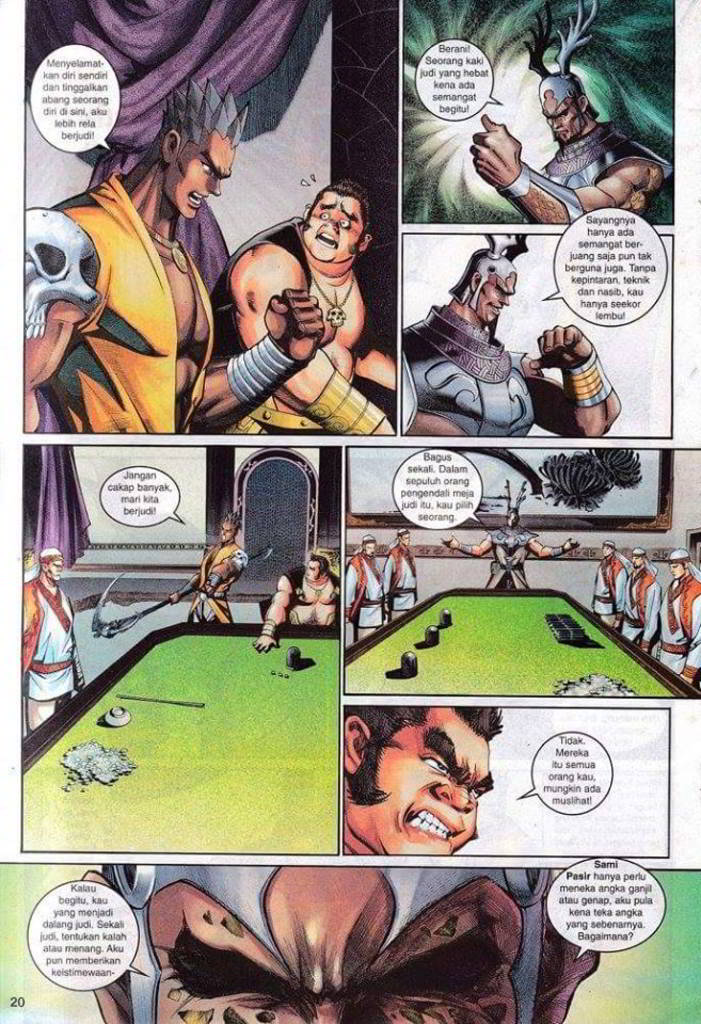 Menyelamat-
kan diri sendiri
dan tinggalkan
abang seorang
diri di sini, aku
lebih rela
berjudi!
Berani!
Seorang kaki
judi yang hebat
kena ada
semangat
begitu!
Sayangnya
hanya ada
semangat ber-
juang saja pun tak
berguna juga. Tanpa
kepintaran, teknik
dan nasib, kau
hanya seekor
lembu!
Jangan
cakap banyak,
mari kita
berjudi!
Bagus
sekali. Dalam
sepuluh orang
pengendali meja
judi itu, kau pilih
seorang.
Tidak.
Mereka
itu semua
orang kau,
mungkin ada
muslihat!
Kalau
begitu, kau
yang menjadi
dalang judi. Sekali
judi, tentukan kalah
atau menang. Aku
pun memberikan
keistimewaan-
Sami
Pasir hanya perlu
meneka angka ganjil
atau genap, aku pula
kena teka angka
yang sebenarnya.
Bagaimana?
20